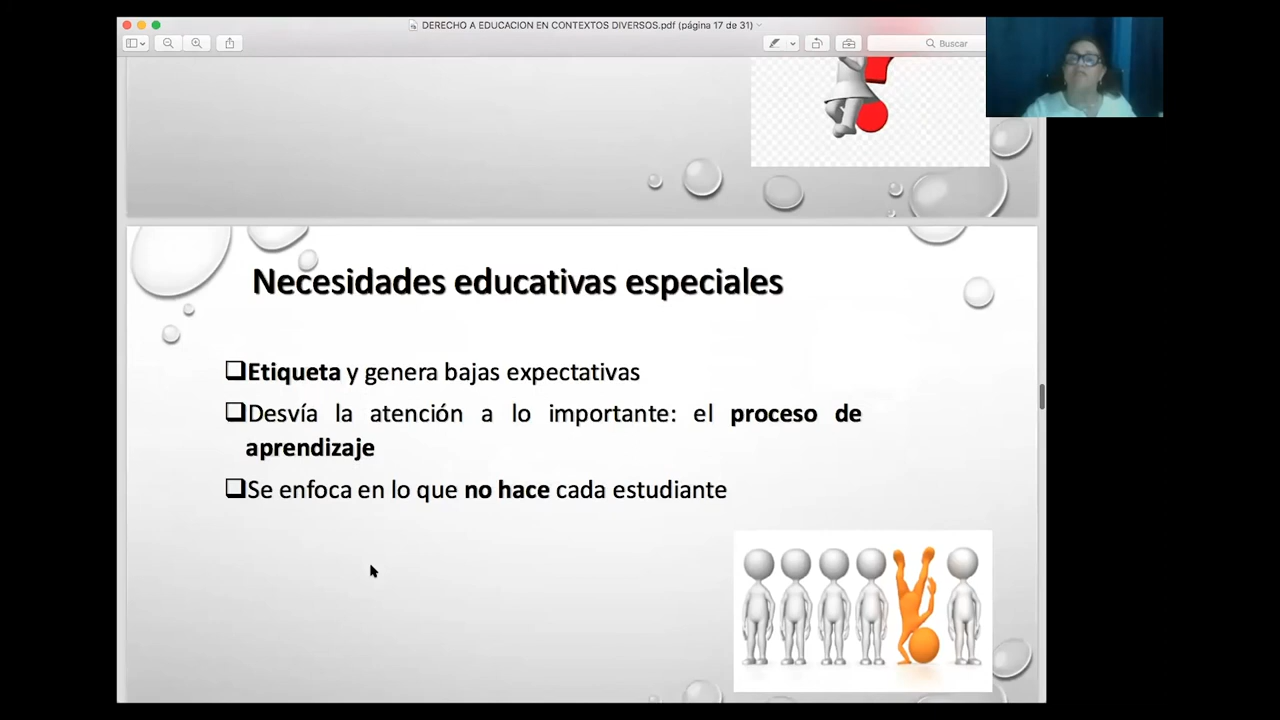 DERECHO A EDUCACION EN CONTEXTOS DIVERSOS.pdf (página 17 de 31)
Buscar
Necesidades educativas especiales
Etiqueta y genera bajas expectativas
Desvía la atención a lo importante: el proceso de
aprendizaje
Se enfoca en lo que no hace cada estudiante